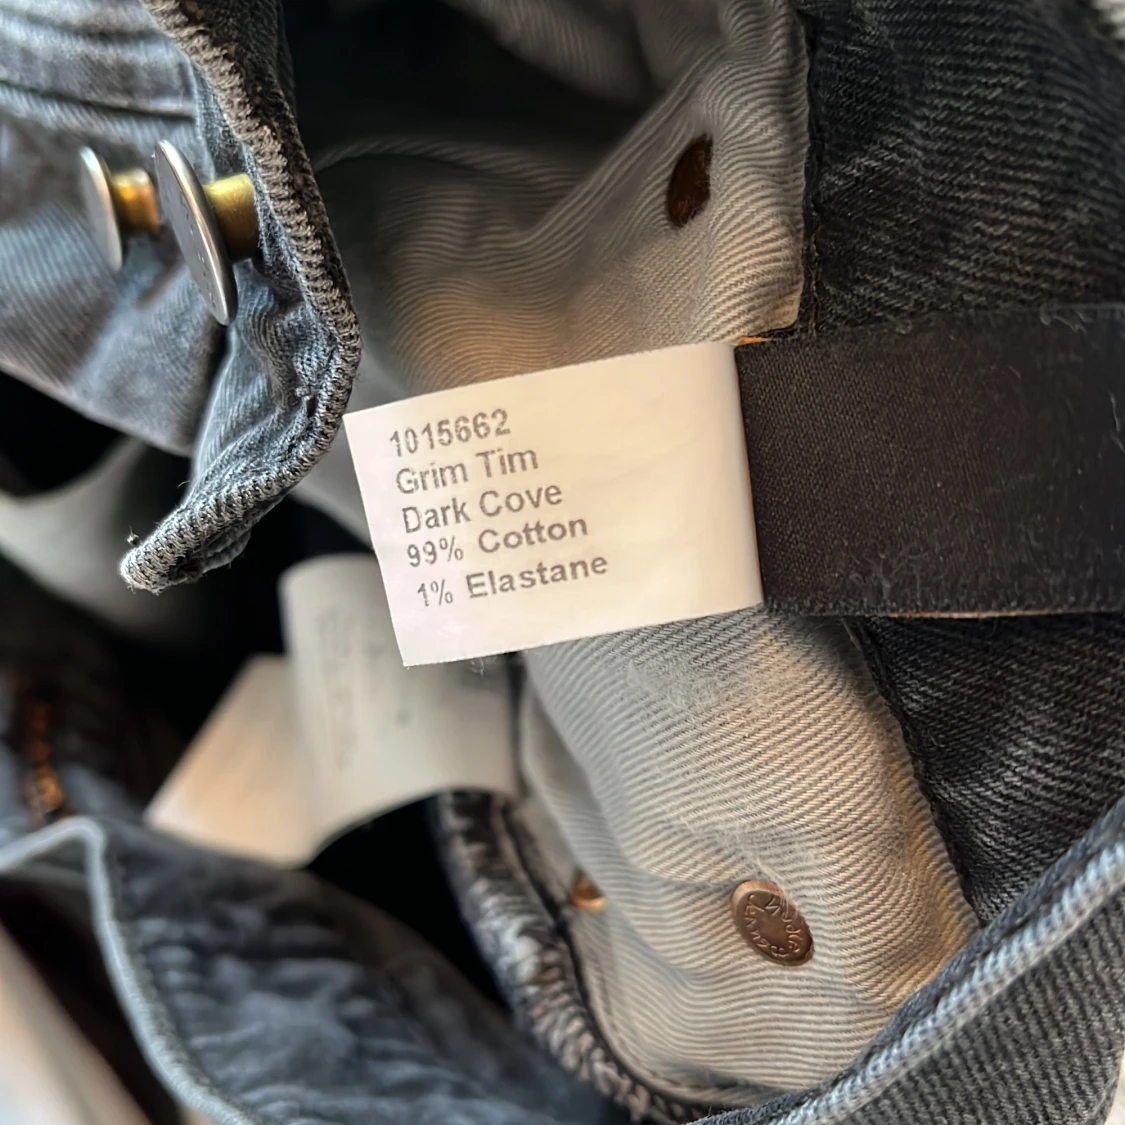 1015662
Grim Tim
Dark Cove
99% Cotton
1% Elastane